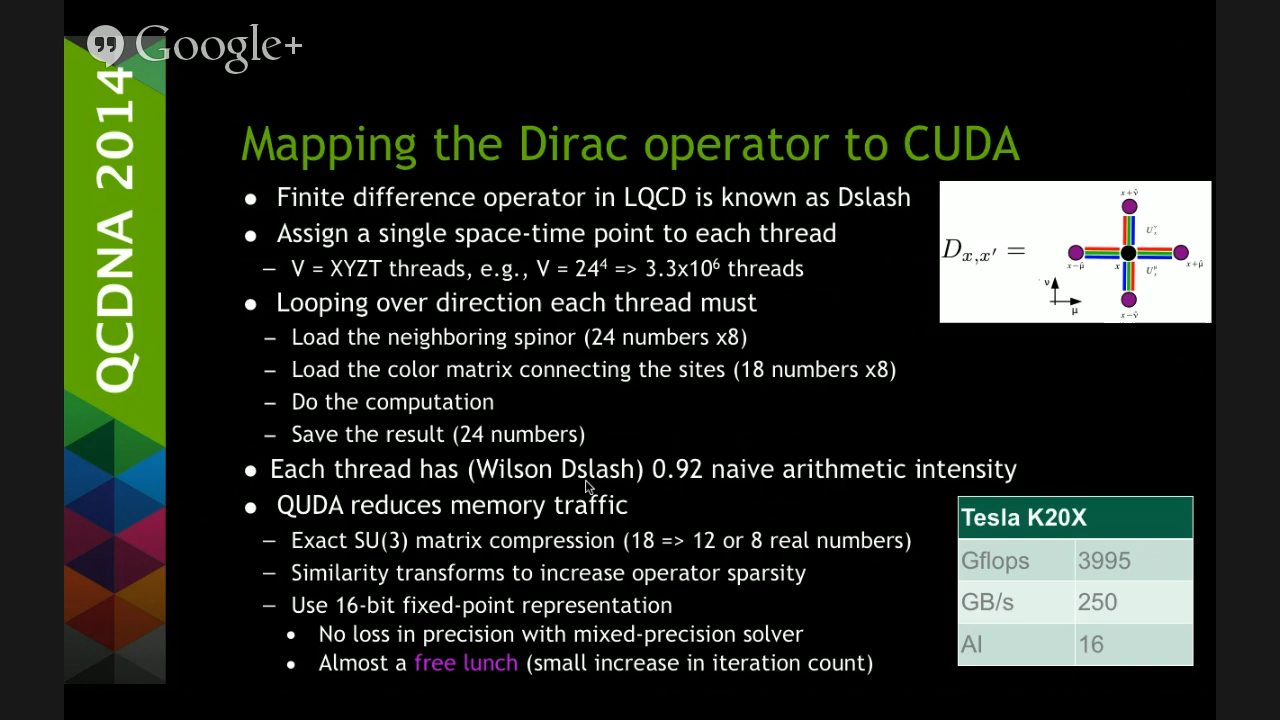 Google+
QCDNA 2014
Mapping the Dirac operator to CUDA
● Finite difference operator in LQCD is known as Dslash
● Assign a single space-time point to each thread
– V = XYZT threads, e.g., V = 24⁴ => 3.3x10⁶ threads
● Looping over direction each thread must
– Load the neighboring spinor (24 numbers x8)
– Load the color matrix connecting the sites (18 numbers x8)
– Do the computation
– Save the result (24 numbers)
● Each thread has (Wilson Dslash) 0.92 naive arithmetic intensity
● QUDA reduces memory traffic
– Exact SU(3) matrix compression (18 => 12 or 8 real numbers)
– Similarity transforms to increase operator sparsity
– Use 16-bit fixed-point representation
• No loss in precision with mixed-precision solver
• Almost a free lunch (small increase in iteration count)
x+ν̂
D_{x,x'} =
x−μ̂
x
x+μ̂
x−ν̂
ν
μ
Tesla K20X
Gflops 3995
GB/s 250
AI 16